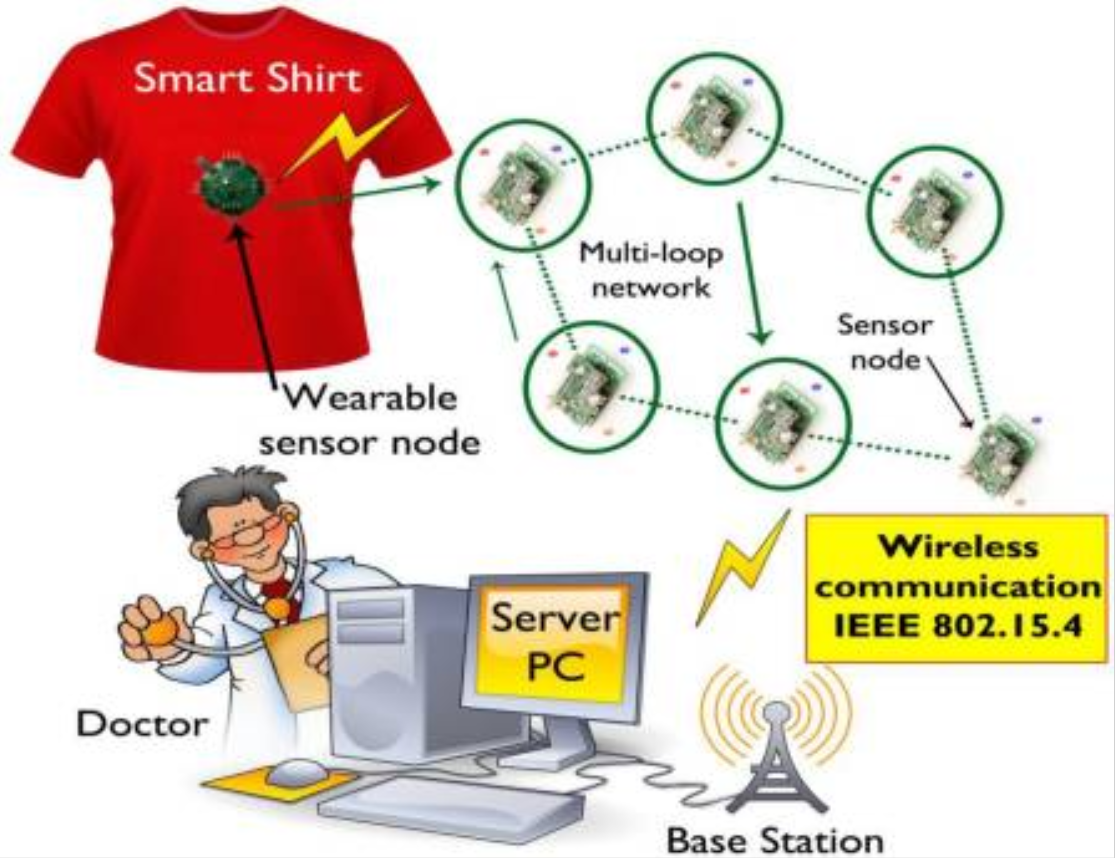 Smart Shirt
Multi-loop
network
Sensor
node
Wearable
sensor node
Wireless
communication
IEEE 802.15.4
Server
PC
Doctor
Base Station